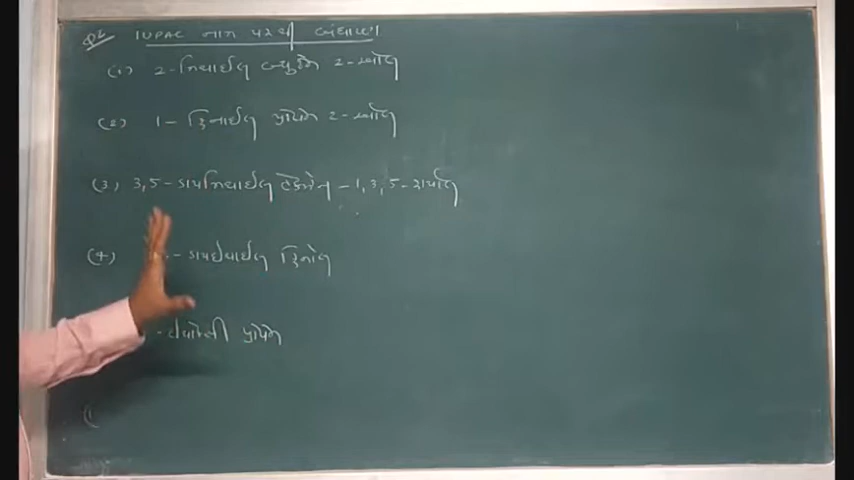 Q2 IUPAC નામ પરથી બંધારણ
(1) 2-મિથાઈલ બ્યુટેન 2-ઓલ
(2) 1- ફિનાઈલ પ્રોપેન 2-ઓલ
(3) 3,5-ડાયમિથાઈલ હેક્ઝેન -1,3,5-ટ્રાયોલ
(4) -ડાયઈથાઈલ ફિનોલ
-ઈથોક્સી પ્રોપેન
(